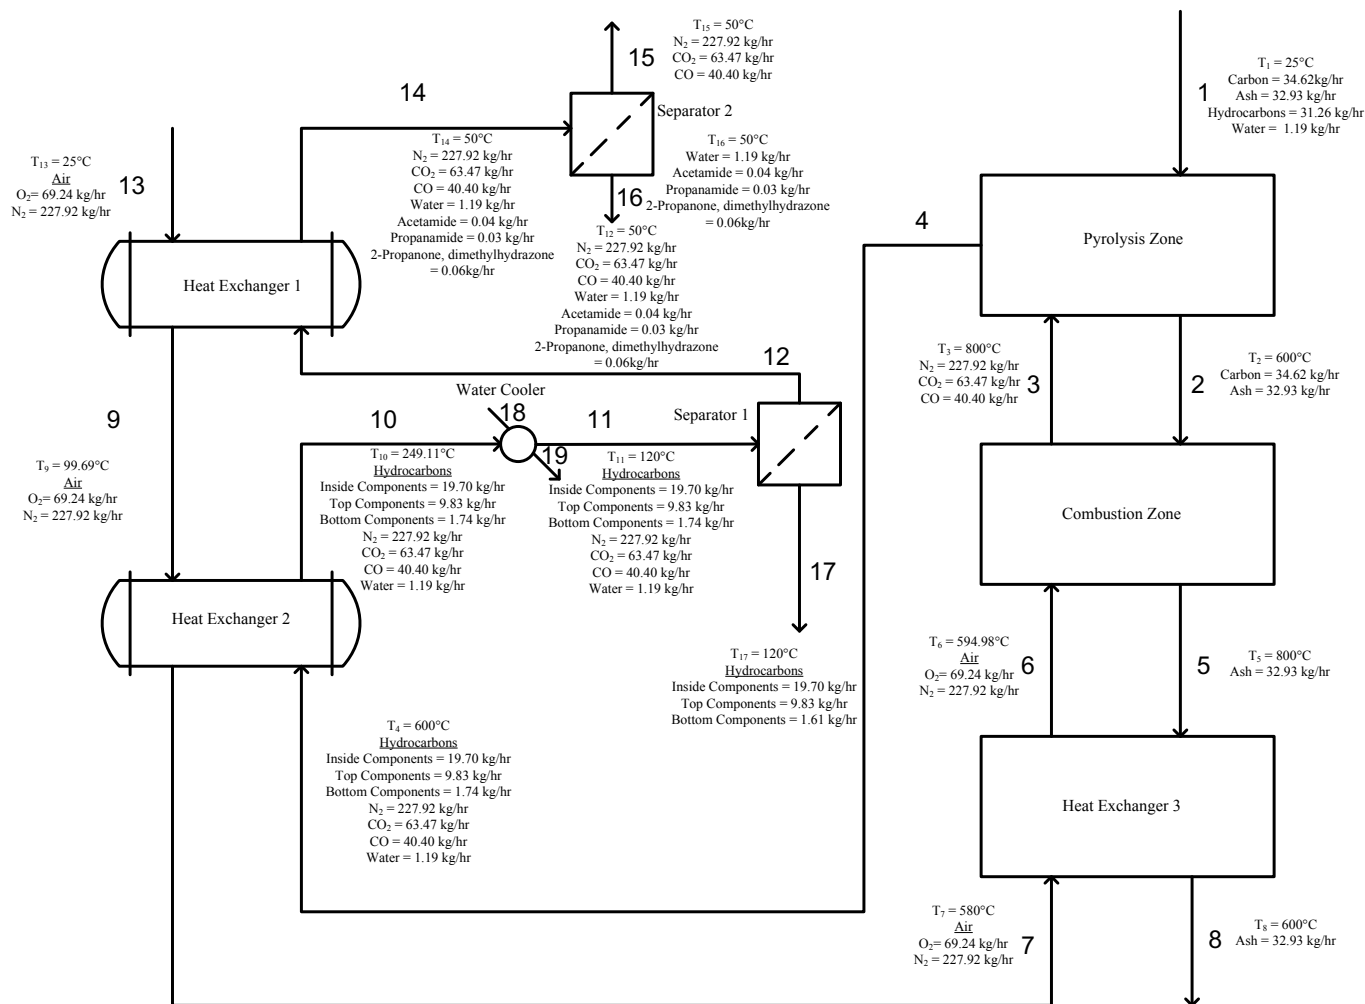 T₁₅ = 50°C
N₂ = 227.92 kg/hr
CO₂ = 63.47 kg/hr
CO = 40.40 kg/hr
15
14
Separator 2
T₁₄ = 50°C
N₂ = 227.92 kg/hr
CO₂ = 63.47 kg/hr
CO = 40.40 kg/hr
Water = 1.19 kg/hr
Acetamide = 0.04 kg/hr
Propanamide = 0.03 kg/hr
2-Propanone, dimethylhydrazone
= 0.06kg/hr
T₁₆ = 50°C
Water = 1.19 kg/hr
Acetamide = 0.04 kg/hr
Propanamide = 0.03 kg/hr
2-Propanone, dimethylhydrazone
= 0.06kg/hr
16
T₁ = 25°C
Carbon = 34.62kg/hr
Ash = 32.93 kg/hr
Hydrocarbons = 31.26 kg/hr
Water =  1.19 kg/hr
1
T₁₃ = 25°C
Air
O₂= 69.24 kg/hr
N₂ = 227.92 kg/hr
13
Heat Exchanger 1
T₁₂ = 50°C
N₂ = 227.92 kg/hr
CO₂ = 63.47 kg/hr
CO = 40.40 kg/hr
Water = 1.19 kg/hr
Acetamide = 0.04 kg/hr
Propanamide = 0.03 kg/hr
2-Propanone, dimethylhydrazone
= 0.06kg/hr
12
4
Pyrolysis Zone
T₃ = 800°C
N₂ = 227.92 kg/hr
CO₂ = 63.47 kg/hr
CO = 40.40 kg/hr
3
2
T₂ = 600°C
Carbon = 34.62 kg/hr
Ash = 32.93 kg/hr
9
T₉ = 99.69°C
Air
O₂= 69.24 kg/hr
N₂ = 227.92 kg/hr
10
Water Cooler
18
19
11
Separator 1
T₁₀ = 249.11°C
Hydrocarbons
Inside Components = 19.70 kg/hr
Top Components = 9.83 kg/hr
Bottom Components = 1.74 kg/hr
N₂ = 227.92 kg/hr
CO₂ = 63.47 kg/hr
CO = 40.40 kg/hr
Water = 1.19 kg/hr
T₁₁ = 120°C
Hydrocarbons
Inside Components = 19.70 kg/hr
Top Components = 9.83 kg/hr
Bottom Components = 1.74 kg/hr
N₂ = 227.92 kg/hr
CO₂ = 63.47 kg/hr
CO = 40.40 kg/hr
Water = 1.19 kg/hr
17
Combustion Zone
Heat Exchanger 2
T₁₇ = 120°C
Hydrocarbons
Inside Components = 19.70 kg/hr
Top Components = 9.83 kg/hr
Bottom Components = 1.61 kg/hr
T₆ = 594.98°C
Air
O₂= 69.24 kg/hr
N₂ = 227.92 kg/hr
6
5
T₅ = 800°C
Ash = 32.93 kg/hr
T₄ = 600°C
Hydrocarbons
Inside Components = 19.70 kg/hr
Top Components = 9.83 kg/hr
Bottom Components = 1.74 kg/hr
N₂ = 227.92 kg/hr
CO₂ = 63.47 kg/hr
CO = 40.40 kg/hr
Water = 1.19 kg/hr
Heat Exchanger 3
T₇ = 580°C
Air
O₂= 69.24 kg/hr
N₂ = 227.92 kg/hr
7
8
T₈ = 600°C
Ash = 32.93 kg/hr